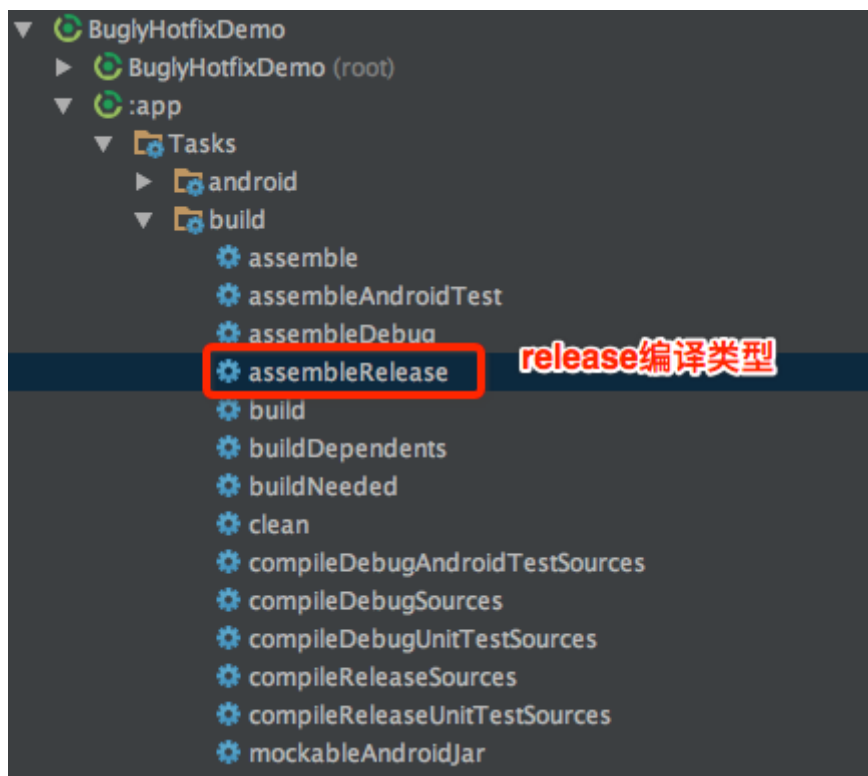 BuglyHotfixDemo
BuglyHotfixDemo (root)
:app
Tasks
android
build
assemble
assembleAndroidTest
assembleDebug
assembleRelease release编译类型
build
buildDependents
buildNeeded
clean
compileDebugAndroidTestSources
compileDebugSources
compileDebugUnitTestSources
compileReleaseSources
compileReleaseUnitTestSources
mockableAndroidJar